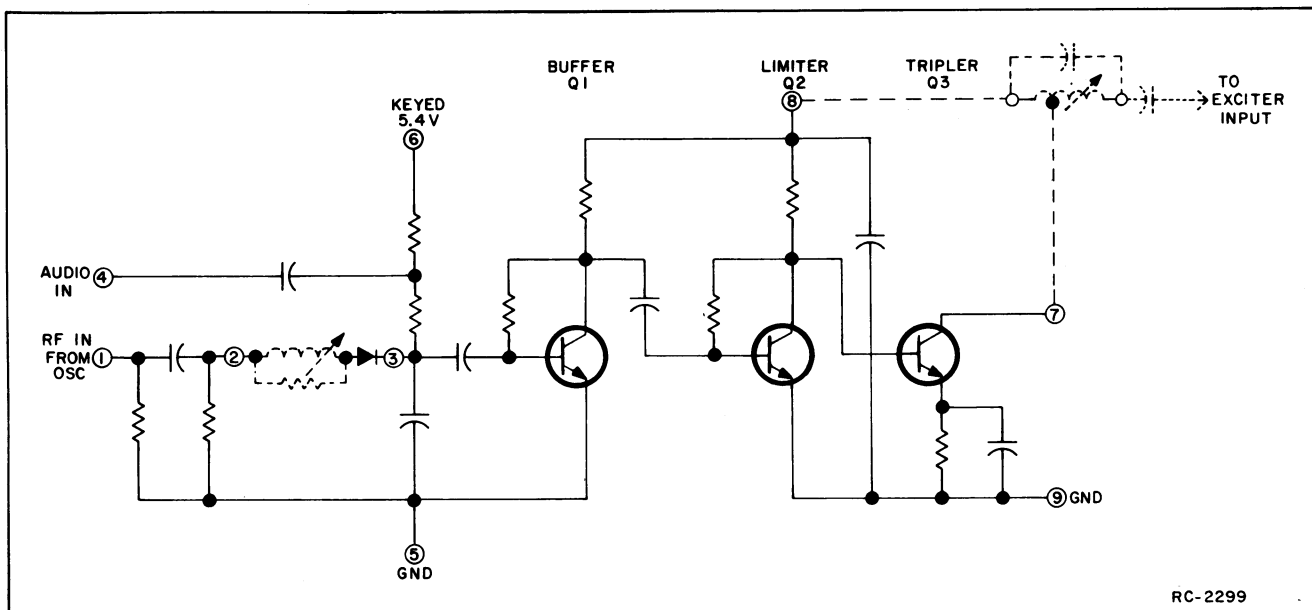 BUFFER
Q1
LIMITER
Q2
8
TRIPLER
Q3
TO
EXCITER
INPUT
KEYED
5.4V
6
AUDIO
IN
4
RF IN
FROM
OSC
1
2
3
7
5
GND
9 GND
RC-2299